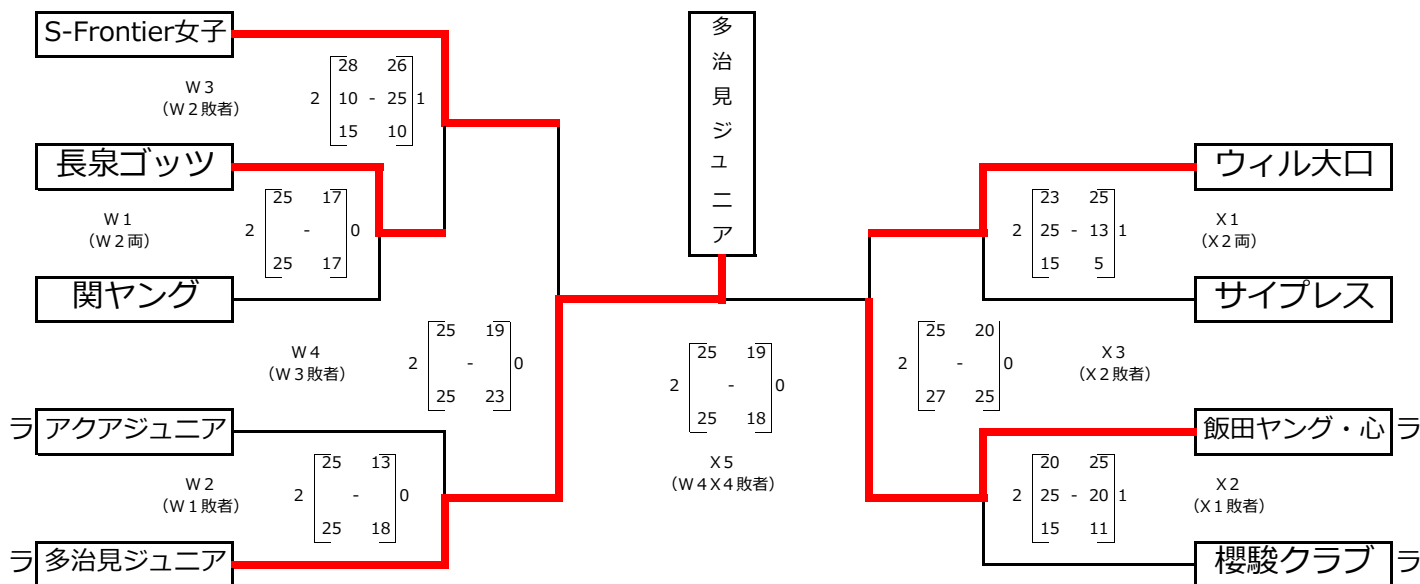 S-Frontier女子
28 26
2 10 - 25 1
15 10
W3
(W2敗者)
長泉ゴッツ
25 17
2 - 0
25 17
W1
(W2両)
関ヤング
25 19
2 - 0
25 23
W4
(W3敗者)
ラ アクアジュニア
25 13
2 - 0
25 18
W2
(W1敗者)
ラ 多治見ジュニア
多治見ジュニア
25 19
2 - 0
25 18
X5
(W4X4敗者)
ウィル大口
23 25
2 25 - 13 1
15 5
X1
(X2両)
サイプレス
25 20
2 - 0
27 25
X3
(X2敗者)
飯田ヤング・心 ラ
20 25
2 25 - 20 1
15 11
X2
(X1敗者)
櫻駿クラブ ラ